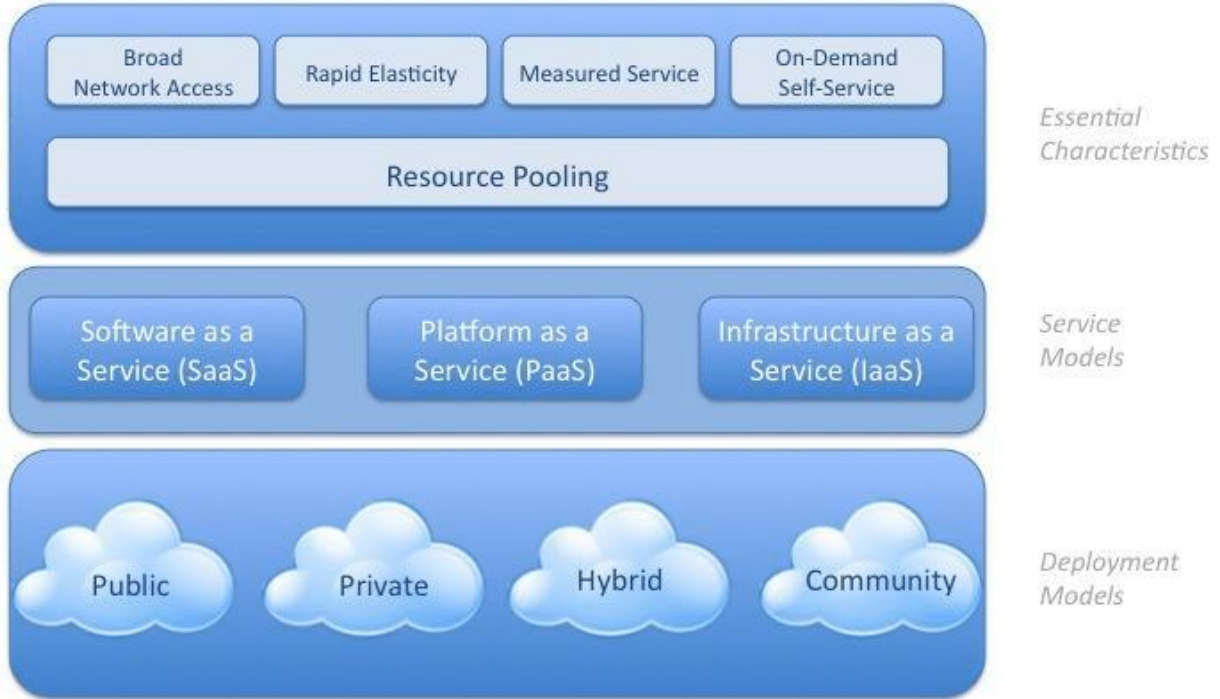 Broad
Network Access
Rapid Elasticity
Measured Service
On-Demand
Self-Service
Resource Pooling
Essential
Characteristics
Software as a
Service (SaaS)
Platform as a
Service (PaaS)
Infrastructure as a
Service (IaaS)
Service
Models
Public
Private
Hybrid
Community
Deployment
Models